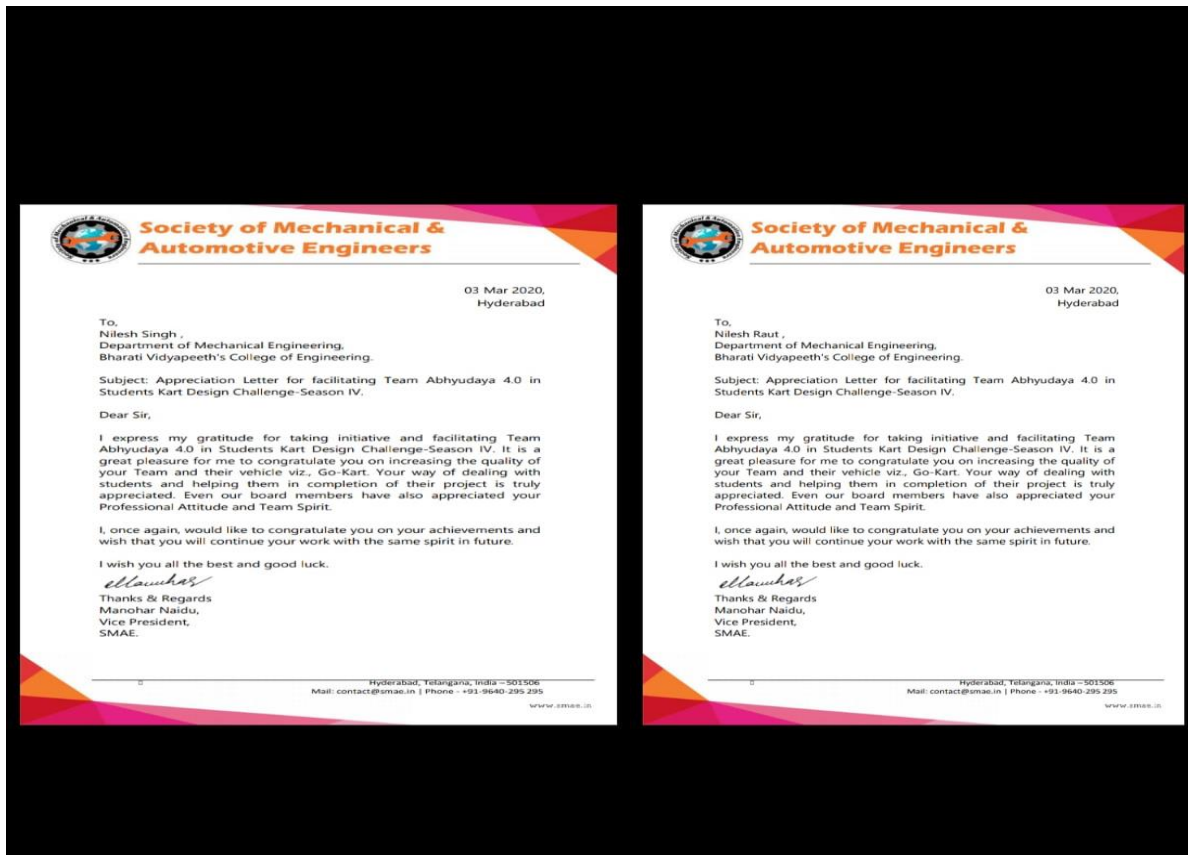 Society of Mechanical &
Automotive Engineers
03 Mar 2020,
Hyderabad
To,
Nilesh Singh ,
Department of Mechanical Engineering,
Bharati Vidyapeeth's College of Engineering.
Subject: Appreciation Letter for facilitating Team Abhyudaya 4.0 in
Students Kart Design Challenge-Season IV.
Dear Sir,
I express my gratitude for taking initiative and facilitating Team
Abhyudaya 4.0 in Students Kart Design Challenge-Season IV. It is a
great pleasure for me to congratulate you on increasing the quality of
your Team and their vehicle viz., Go-Kart. Your way of dealing with
students and helping them in completion of their project is truly
appreciated. Even our board members have also appreciated your
Professional Attitude and Team Spirit.
I, once again, would like to congratulate you on your achievements and
wish that you will continue your work with the same spirit in future.
I wish you all the best and good luck.
Thanks & Regards
Manohar Naidu,
Vice President,
SMAE.
Hyderabad, Telangana, India – 501506
Mail: contact@smae.in | Phone - +91-9640-295 295
www.smae.in
Society of Mechanical &
Automotive Engineers
03 Mar 2020,
Hyderabad
To,
Nilesh Raut ,
Department of Mechanical Engineering,
Bharati Vidyapeeth's College of Engineering.
Subject: Appreciation Letter for facilitating Team Abhyudaya 4.0 in
Students Kart Design Challenge-Season IV.
Dear Sir,
I express my gratitude for taking initiative and facilitating Team
Abhyudaya 4.0 in Students Kart Design Challenge-Season IV. It is a
great pleasure for me to congratulate you on increasing the quality of
your Team and their vehicle viz., Go-Kart. Your way of dealing with
students and helping them in completion of their project is truly
appreciated. Even our board members have also appreciated your
Professional Attitude and Team Spirit.
I, once again, would like to congratulate you on your achievements and
wish that you will continue your work with the same spirit in future.
I wish you all the best and good luck.
Thanks & Regards
Manohar Naidu,
Vice President,
SMAE.
Hyderabad, Telangana, India – 501506
Mail: contact@smae.in | Phone - +91-9640-295 295
www.smae.in